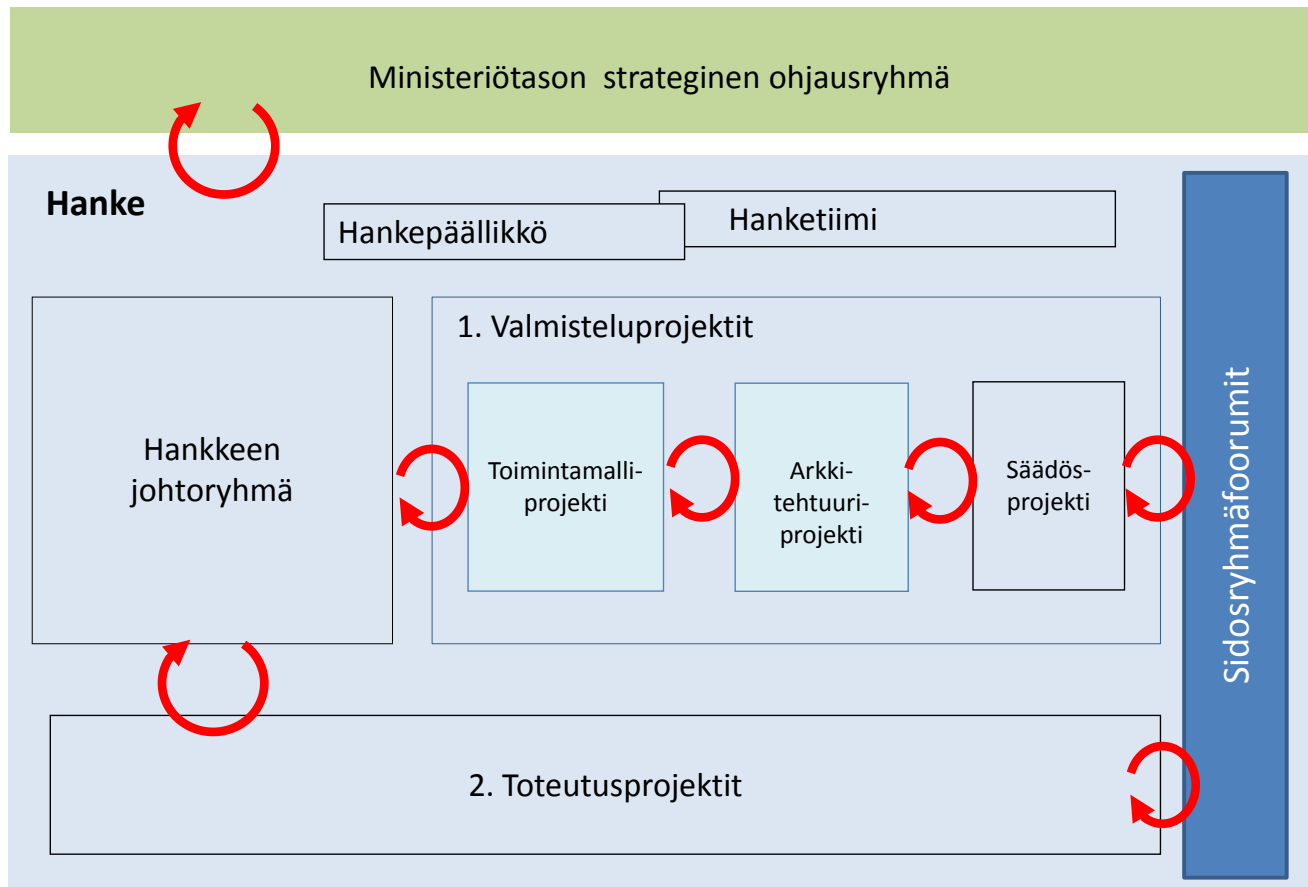 Ministeriötason strateginen ohjausryhmä
Hanke
Hankepäällikkö
Hanketiimi
Hankkeen
johtoryhmä
1. Valmisteluprojektit
Toimintamalli-
projekti
Arkki-
tehtuuri-
projekti
Säädös-
projekti
Sidosryhmäfoorumit
2. Toteutusprojektit